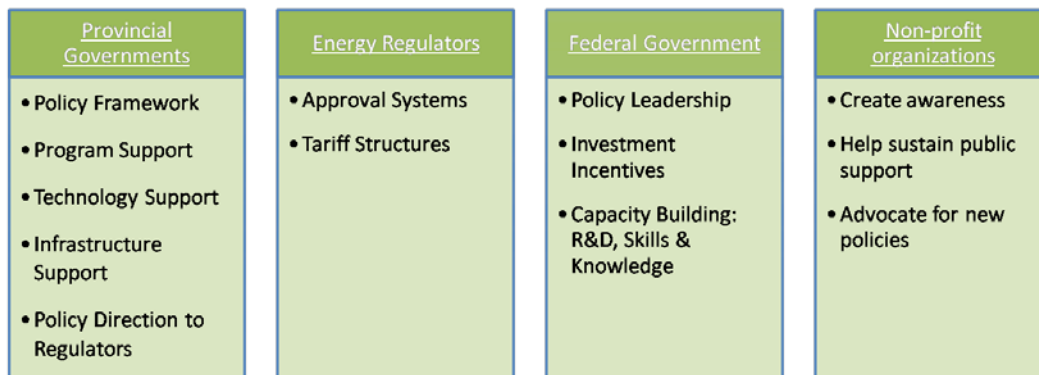 Provincial
Governments
• Policy Framework
• Program Support
• Technology Support
• Infrastructure
Support
• Policy Direction to
Regulators
Energy Regulators
• Approval Systems
• Tariff Structures
Federal Government
• Policy Leadership
• Investment
Incentives
• Capacity Building:
R&D, Skills &
Knowledge
Non-profit
organizations
• Create awareness
• Help sustain public
support
• Advocate for new
policies